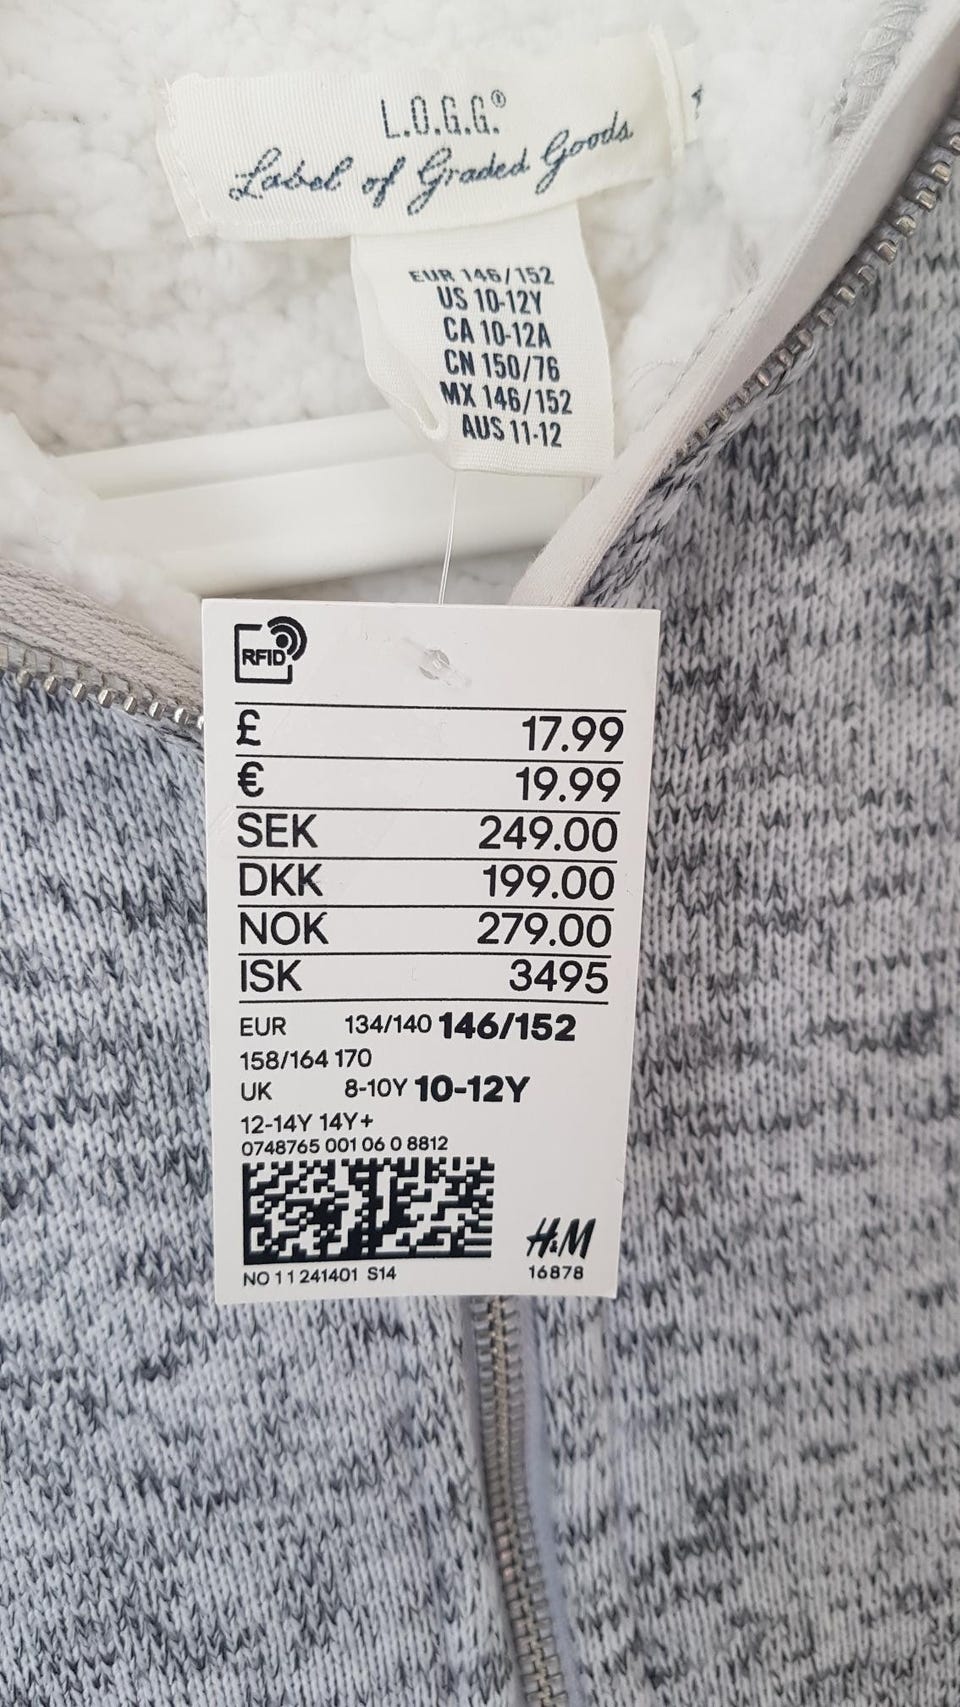 L.O.G.G.®
Label of Graded Goods
EUR 146/152
US 10-12Y
CA 10-12A
CN 150/76
MX 146/152
AUS 11-12
RFID
£ 17.99
€ 19.99
SEK 249.00
DKK 199.00
NOK 279.00
ISK 3495
EUR 134/140 146/152
158/164 170
UK 8-10Y 10-12Y
12-14Y 14Y+
0748765 001 06 0 8812
NO 11241401 S14
H&M
16878